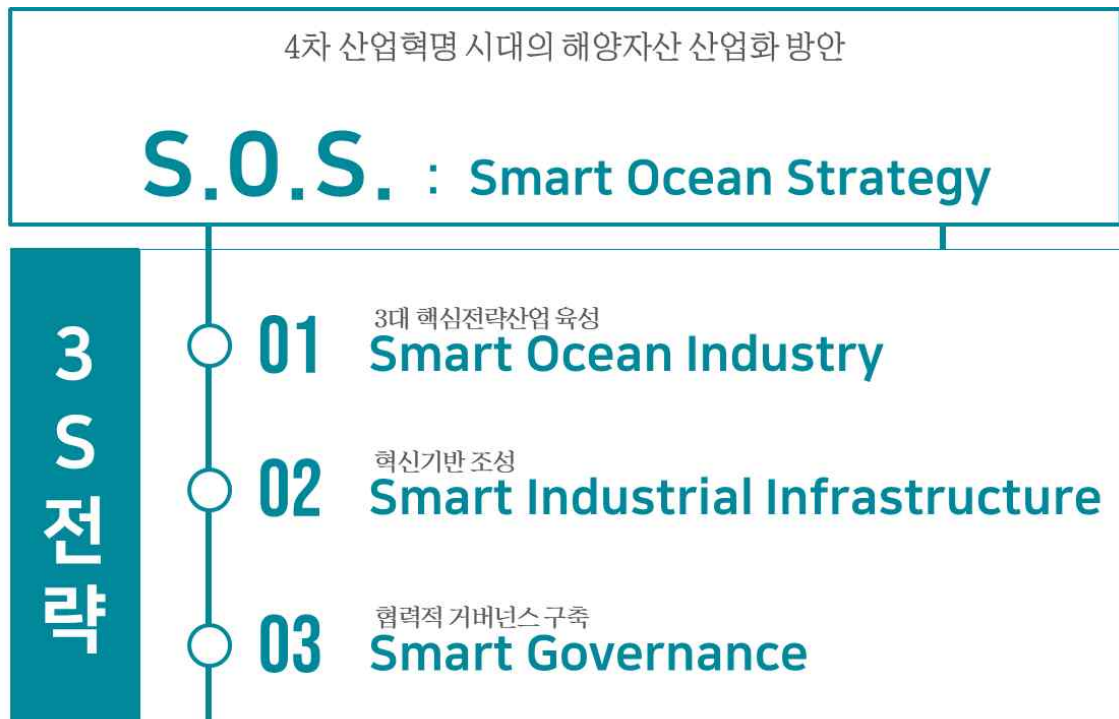 4차 산업혁명 시대의 해양자산 산업화 방안
S.O.S. : Smart Ocean Strategy
3S전략
01 3대 핵심전략산업 육성
Smart Ocean Industry
02 혁신기반 조성
Smart Industrial Infrastructure
03 협력적 거버넌스 구축
Smart Governance